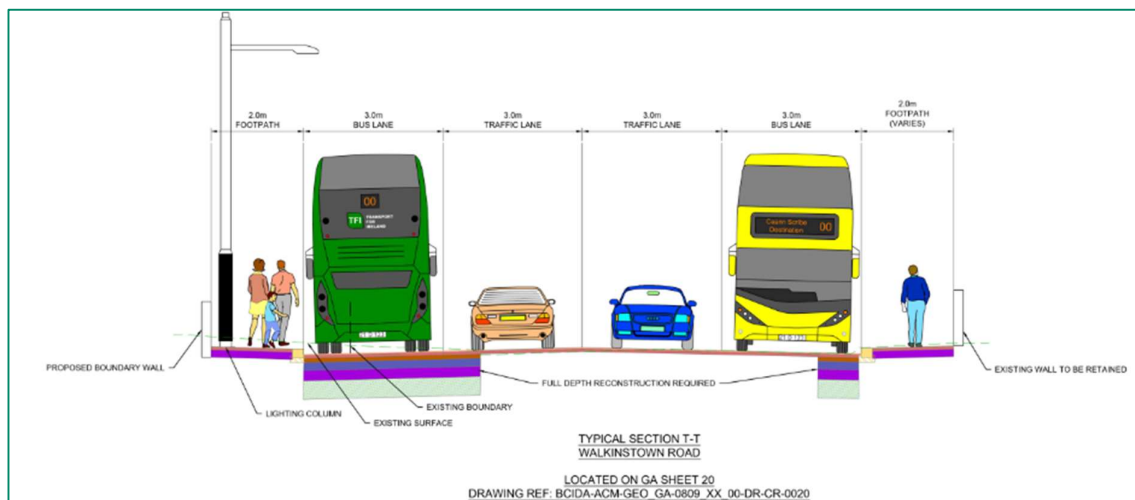 2.0m
FOOTPATH
3.0m
BUS LANE
3.0m
TRAFFIC LANE
3.0m
TRAFFIC LANE
3.0m
BUS LANE
2.0m
FOOTPATH
(VARIES)
00
TFI
TRANSPORT
FOR
IRELAND
00
PROPOSED BOUNDARY WALL
LIGHTING COLUMN
EXISTING SURFACE
EXISTING BOUNDARY
FULL DEPTH RECONSTRUCTION REQUIRED
EXISTING WALL TO BE RETAINED
TYPICAL SECTION T-T
WALKINSTOWN ROAD
LOCATED ON GA SHEET 20
DRAWING REF: BCIDA-ACM-GEO_GA-0809_XX_00-DR-CR-0020